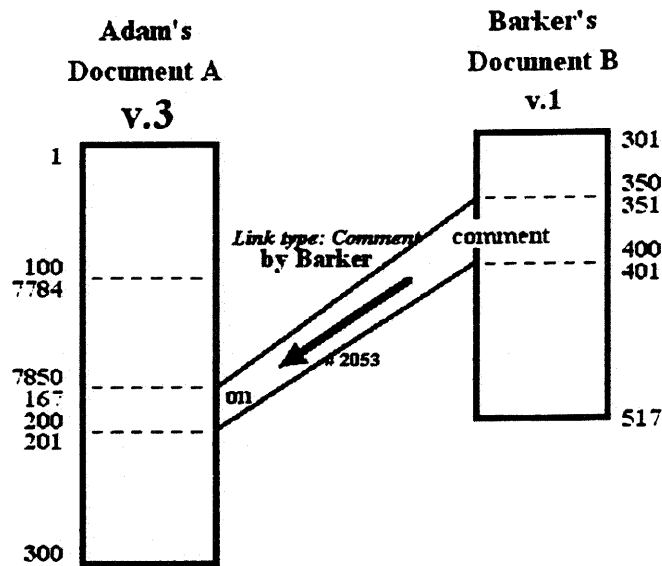 Adam's
Document A
v.3
Barker's
Document B
v.1
1
100
7784
7850
167
200
201
300
Link type: Comment
by Barker
comment
# 2053
on
301
350
351
400
401
517